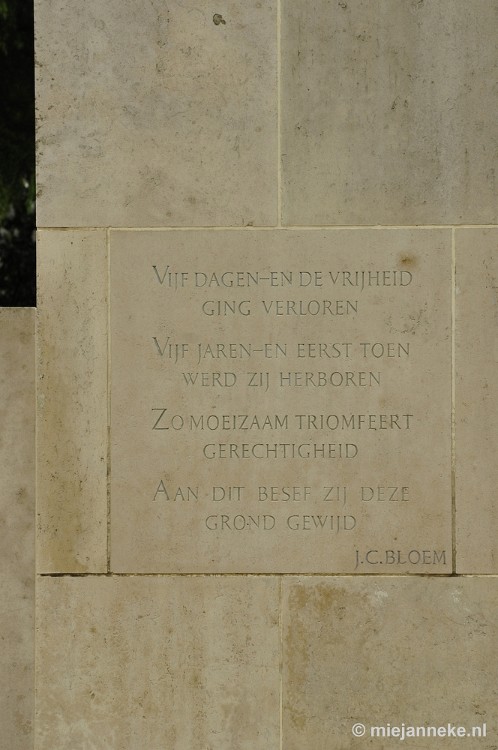 VIJF DAGEN–EN DE VRIJHEID
GING VERLOREN
VIJF JAREN–EN EERST TOEN
WERD ZIJ HERBOREN
ZO MOEIZAAM TRIOMFEERT
GERECHTIGHEID
AAN DIT BESEF ZIJ DEZE
GROND GEWIJD
J.C.BLOEM
© miejanneke.nl